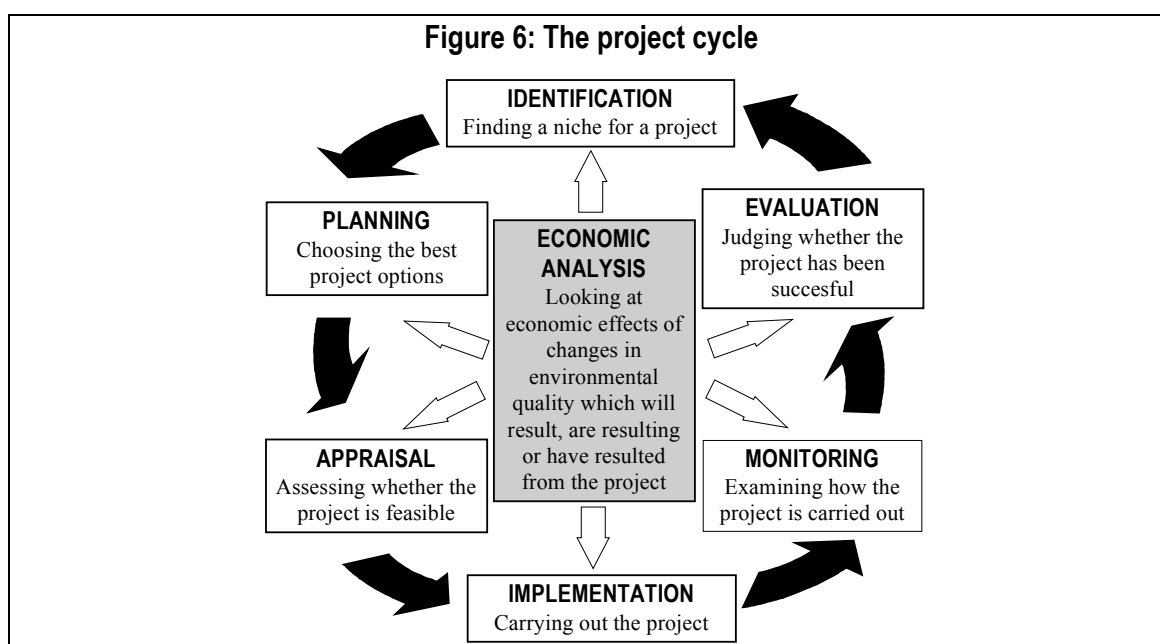 Figure 6: The project cycle
IDENTIFICATION
Finding a niche for a project
PLANNING
Choosing the best
project options
APPRAISAL
Assessing whether the
project is feasible
IMPLEMENTATION
Carrying out the project
MONITORING
Examining how the
project is carried out
EVALUATION
Judging whether the
project has been
succesful
ECONOMIC
ANALYSIS
Looking at
economic effects of
changes in
environmental
quality which will
result, are resulting
or have resulted
from the project